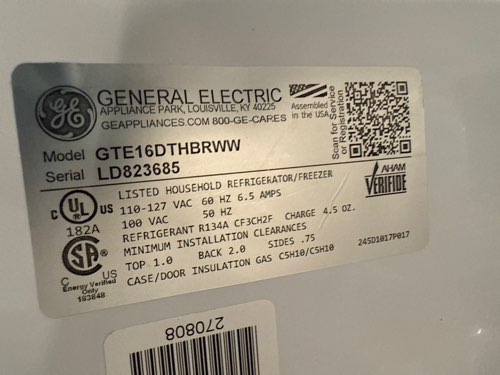 GE
GENERAL ELECTRIC
APPLIANCE PARK, LOUISVILLE, KY 40225
GEAPPLIANCES.COM 800-GE-CARES
Assembled
in the USA
Scan for Service
or Registration
Model GTE16DTHBRWW
Serial LD823685
C UL US
182A
LISTED HOUSEHOLD REFRIGERATOR/FREEZER
110-127 VAC 60 HZ 6.5 AMPS
100 VAC 50 HZ
REFRIGERANT R134A CF3CH2F CHARGE 4.5 OZ.
MINIMUM INSTALLATION CLEARANCES
TOP 1.0 BACK 2.0 SIDES .75
CASE/DOOR INSULATION GAS C5H10/C5H10
245D1017P017
AHAM
VERIFIDE
C US
Energy Verified
Only
183848
270808